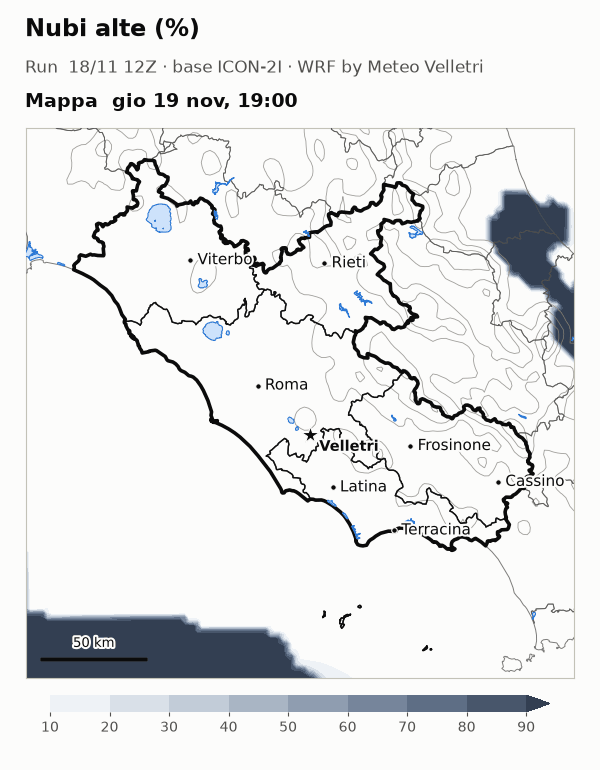 Nubi alte (%)
Run 18/11 12Z · base ICON-2I · WRF by Meteo Velletri
Mappa gio 19 nov, 19:00
Viterbo
Rieti
Roma
Velletri
Frosinone
Cassino
Latina
Terracina
50 km
10 20 30 40 50 60 70 80 90